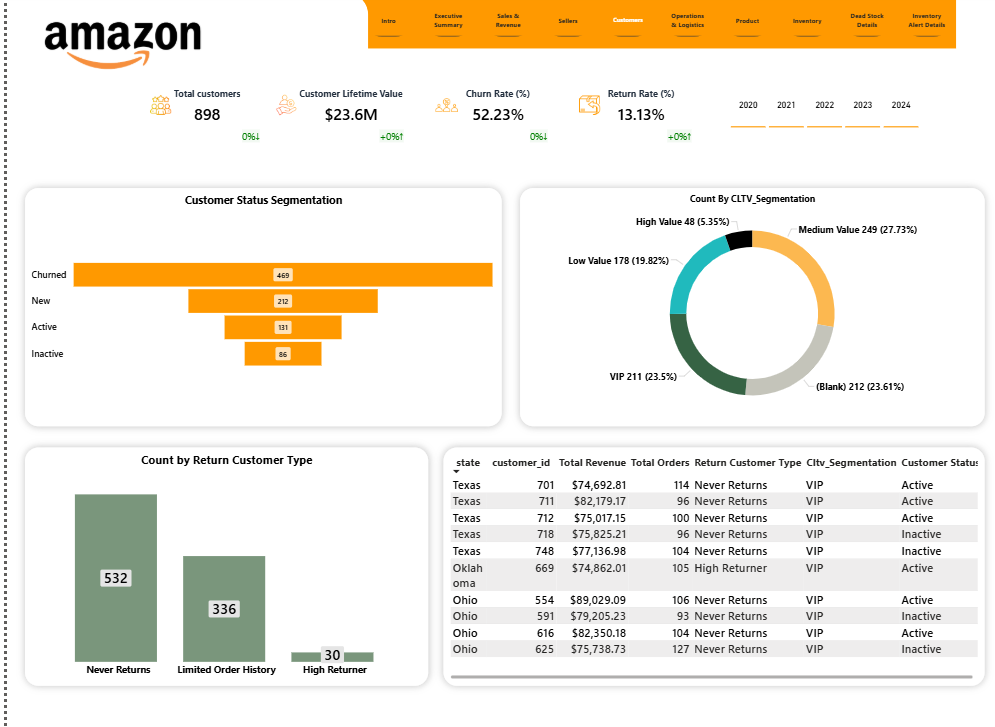 amazon
Intro
Executive
Summary
Sales &
Revenue
Sellers
Customers
Operations
& Logistics
Product
Inventory
Dead Stock
Details
Inventory
Alert Details
Total customers
898
0%↓
Customer Lifetime Value
$23.6M
+0%↑
Churn Rate (%)
52.23%
0%↓
Return Rate (%)
13.13%
+0%↑
2020 2021 2022 2023 2024
Customer Status Segmentation
Churned 469
New 212
Active 131
Inactive 86
Count By CLTV_Segmentation
High Value 48 (5.35%)
Medium Value 249 (27.73%)
Low Value 178 (19.82%)
VIP 211 (23.5%)
(Blank) 212 (23.61%)
Count by Return Customer Type
532
336
30
Never Returns Limited Order History High Returner
state customer_id Total Revenue Total Orders Return Customer Type Cltv_Segmentation Customer Status
Texas 701 $74,692.81 114 Never Returns VIP Active
Texas 711 $82,179.17 96 Never Returns VIP Active
Texas 712 $75,017.15 100 Never Returns VIP Active
Texas 718 $75,825.21 96 Never Returns VIP Inactive
Texas 748 $77,136.98 104 Never Returns VIP Inactive
Oklah 669 $74,862.01 105 High Returner VIP Active
oma
Ohio 554 $89,029.09 106 Never Returns VIP Active
Ohio 591 $79,205.23 93 Never Returns VIP Inactive
Ohio 616 $82,350.18 104 Never Returns VIP Active
Ohio 625 $75,738.73 127 Never Returns VIP Inactive